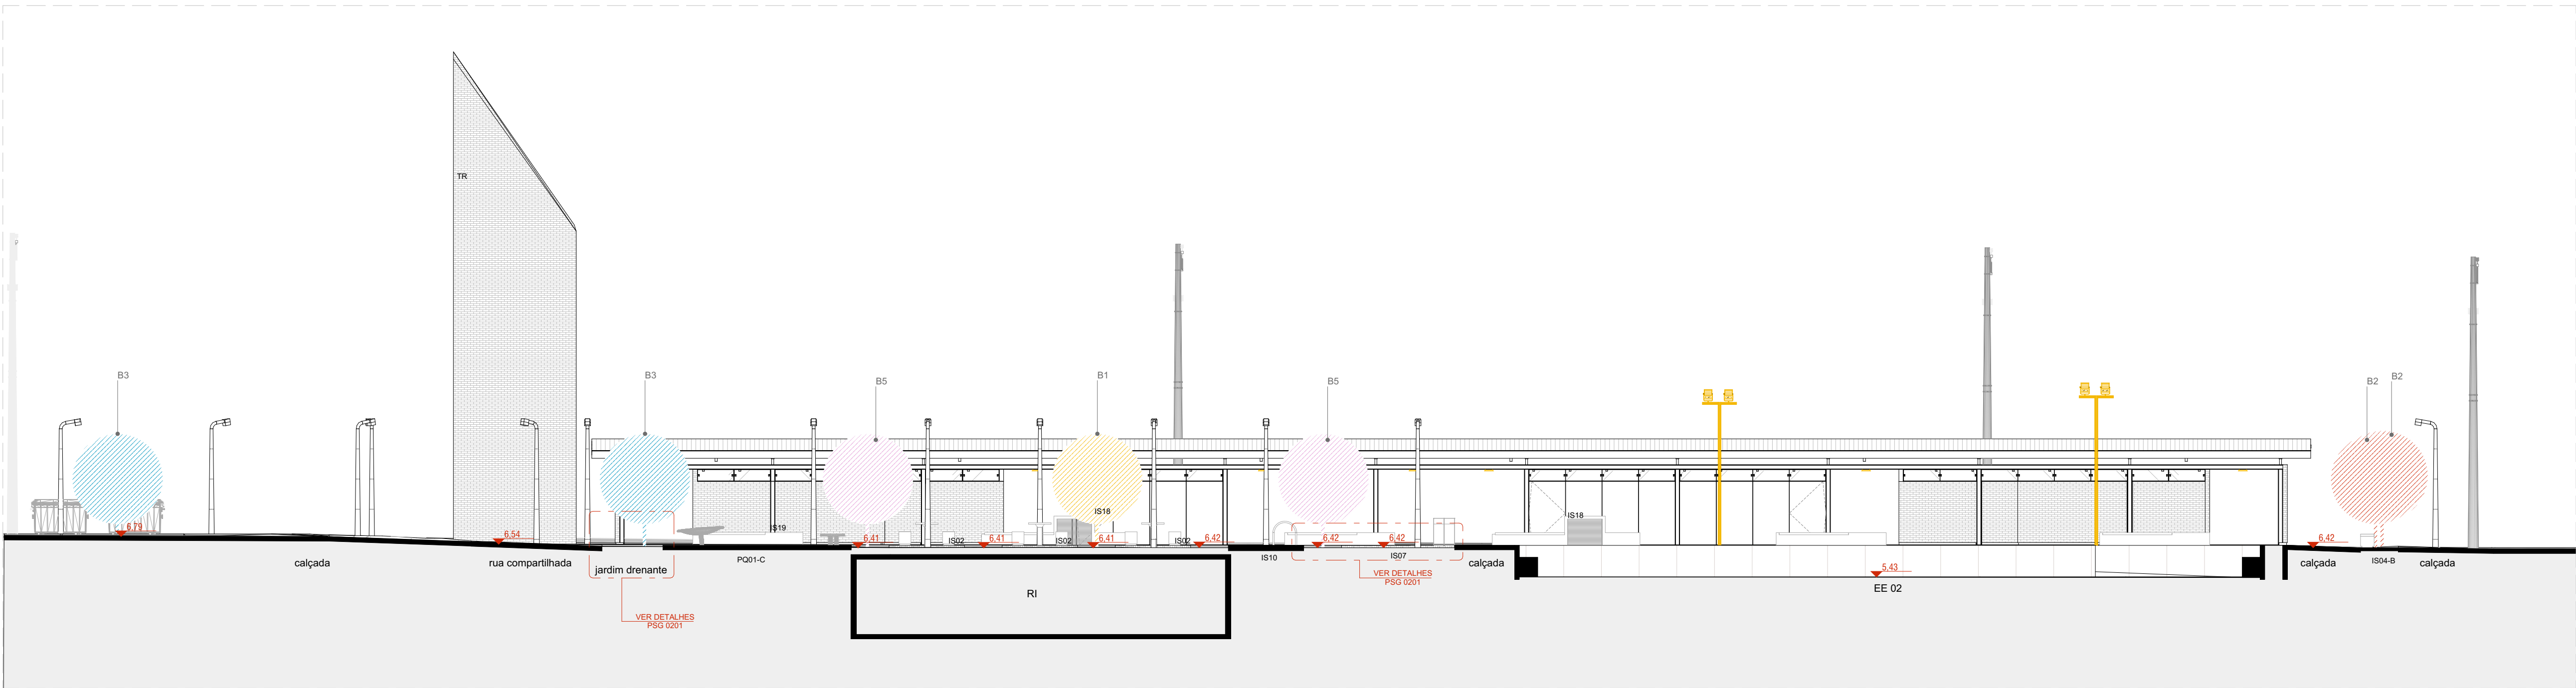 TR
B3
B3
B5
B1
B5
B2
B2
IS18
IS18
IS19
6,79
6,54
6,41
IS02
6,41
IS02
6,41
IS02
6,42
6,42
6,42
6,42
PQ01-C
IS10
IS07
IS04-B
calçada
rua compartilhada
jardim drenante
calçada
calçada
calçada
5,43
EE 02
RI
VER DETALHES
PSG 0201
VER DETALHES
PSG 0201